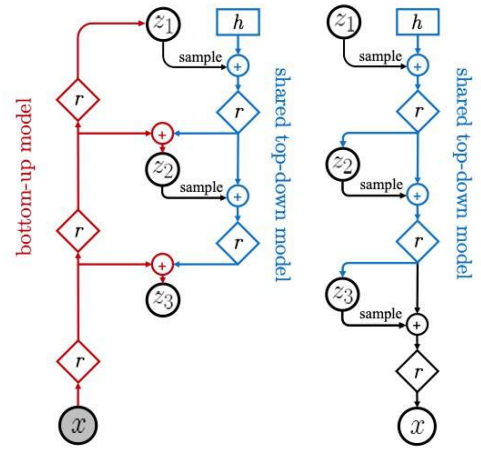 z1
h
z1
h
sample
+
sample
+
r
r
r
bottom-up model
shared top-down model
shared top-down model
+
z2
z2
sample
+
sample
+
r
r
r
+
z3
z3
sample
+
r
r
x
x